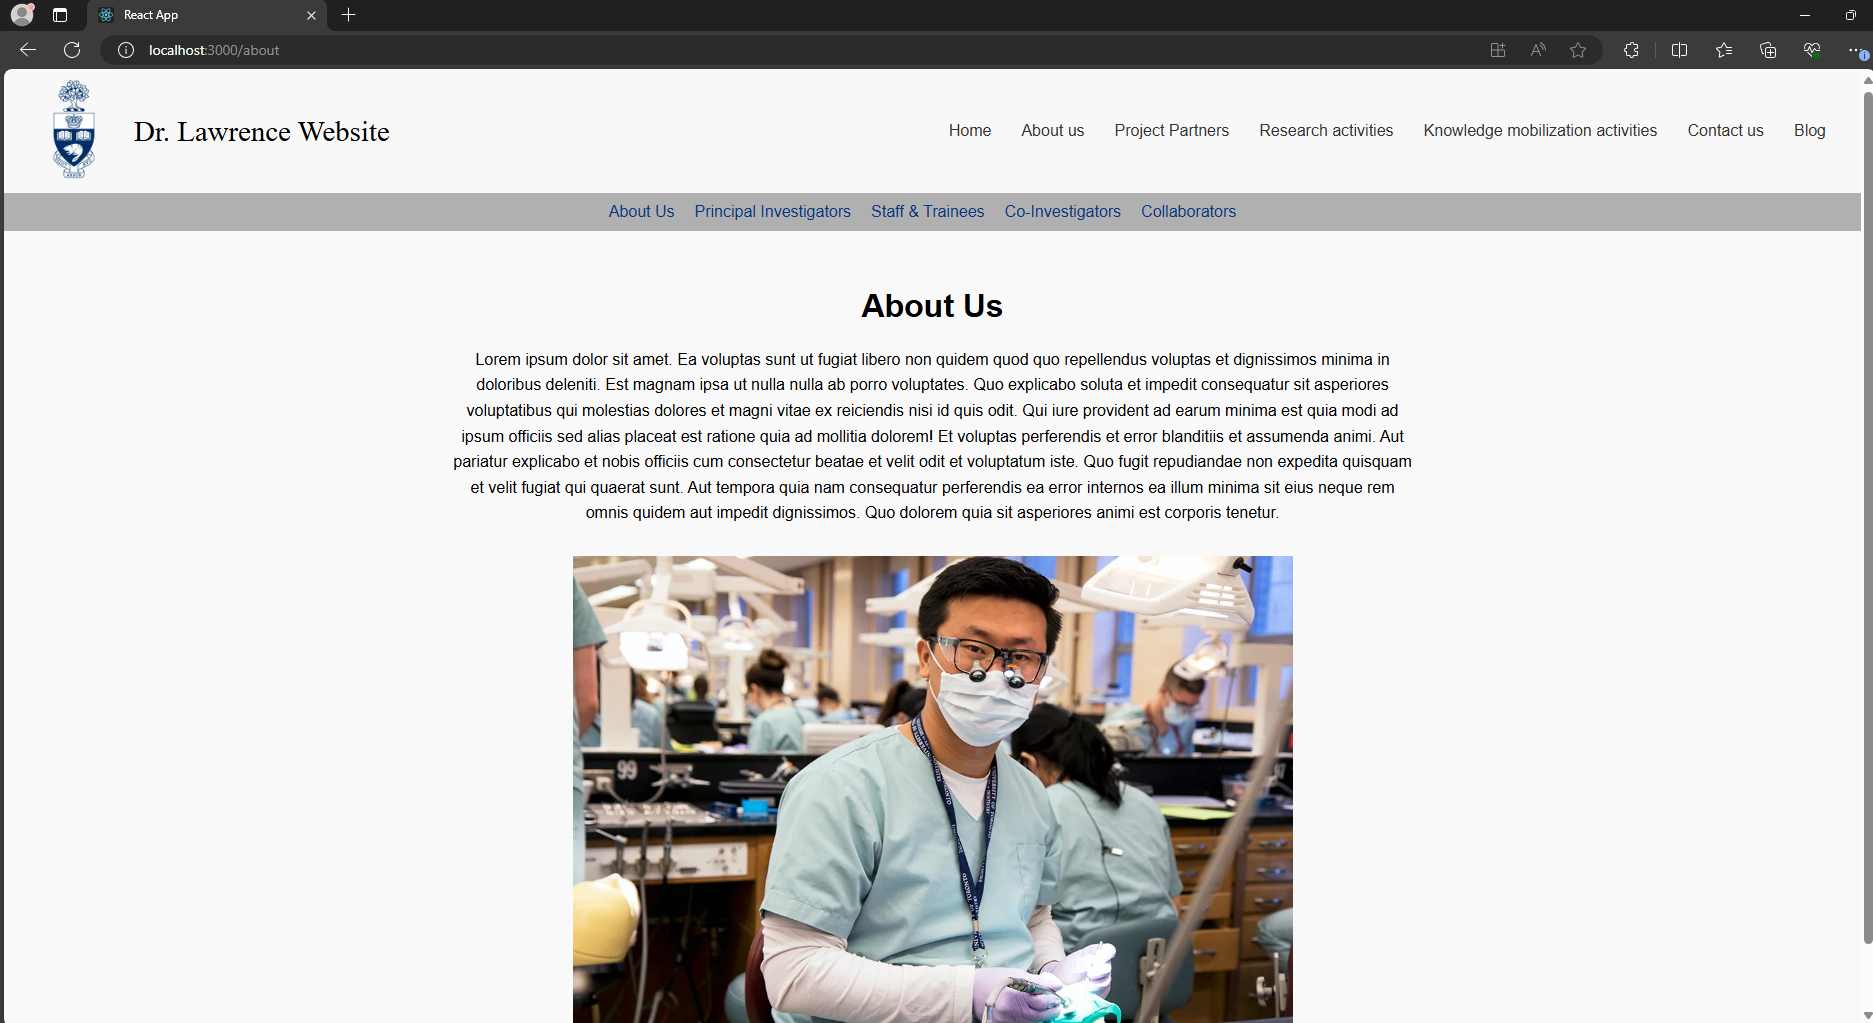 React App
localhost:3000/about
Dr. Lawrence Website
Home About us Project Partners Research activities Knowledge mobilization activities Contact us Blog
About Us Principal Investigators Staff & Trainees Co-Investigators Collaborators
About Us
Lorem ipsum dolor sit amet. Ea voluptas sunt ut fugiat libero non quidem quod quo repellendus voluptas et dignissimos minima in
doloribus deleniti. Est magnam ipsa ut nulla nulla ab porro voluptates. Quo explicabo soluta et impedit consequatur sit asperiores
voluptatibus qui molestias dolores et magni vitae ex reiciendis nisi id quis odit. Qui iure provident ad earum minima est quia modi ad
ipsum officiis sed alias placeat est ratione quia ad mollitia dolorem! Et voluptas perferendis et error blanditiis et assumenda animi. Aut
pariatur explicabo et nobis officiis cum consectetur beatae et velit odit et voluptatum iste. Quo fugit repudiandae non expedita quisquam
et velit fugiat qui quaerat sunt. Aut tempora quia nam consequatur perferendis ea error internos ea illum minima sit eius neque rem
omnis quidem aut impedit dignissimos. Quo dolorem quia sit asperiores animi est corporis tenetur.
99
97